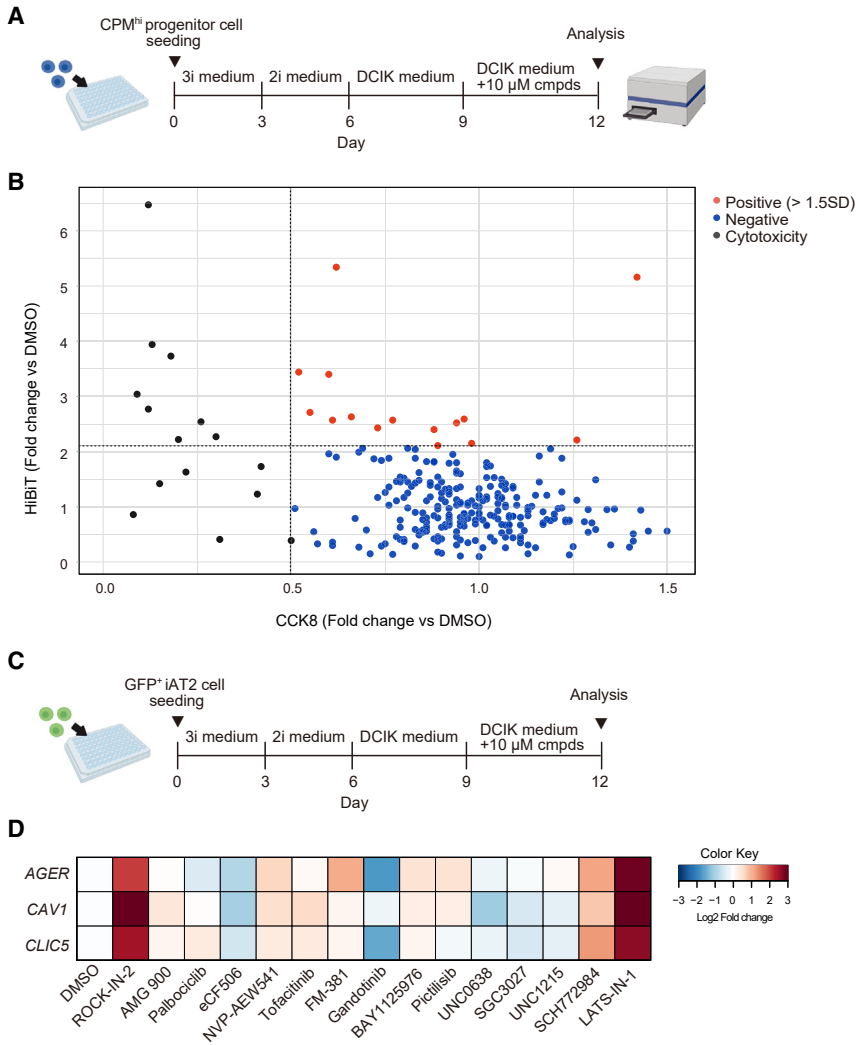 A
CPMhi progenitor cell
seeding
Analysis
3i medium
2i medium
DCIK medium
DCIK medium
+10 µM cmpds
0
3
6
9
12
Day
B
Positive (> 1.5SD)
Negative
Cytotoxicity
HiBiT (Fold change vs DMSO)
6
5
4
3
2
1
0
0.0
0.5
1.0
1.5
CCK8 (Fold change vs DMSO)
C
GFP+ iAT2 cell
seeding
Analysis
3i medium
2i medium
DCIK medium
DCIK medium
+10 µM cmpds
0
3
6
9
12
Day
D
AGER
CAV1
CLIC5
DMSO
ROCK-IN-2
AMG 900
Palbociclib
eCF506
NVP-AEW541
Tofacitinib
FM-381
Gandotinib
BAY1125976
Pictilisib
UNC0638
SGC3027
UNC1215
SCH772984
LATS-IN-1
Color Key
−3 −2 −1 0 1 2 3
Log2 Fold change